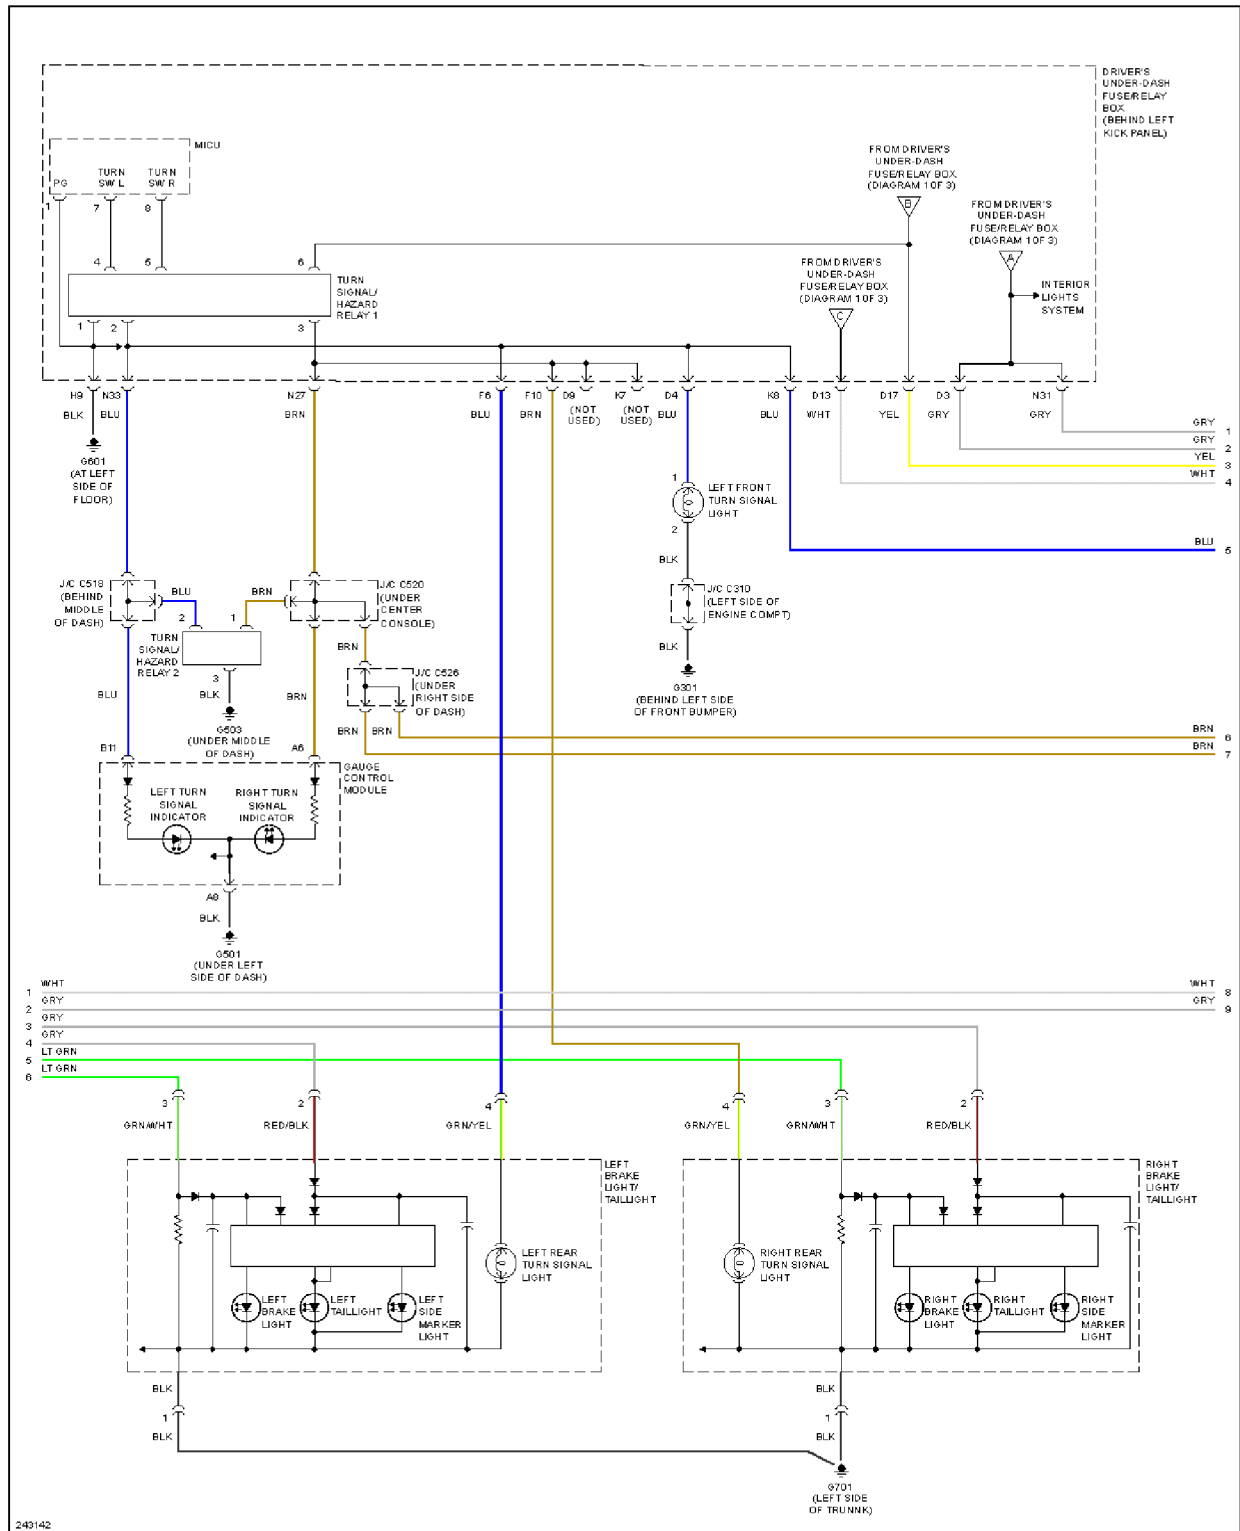 DRIVER'S
UNDER-DASH
FUSE/RELAY
BOX
(BEHIND LEFT
KICK PANEL)
MICU
PG
TURN
SW L
TURN
SW R
1
7
8
FROM DRIVER'S
UNDER-DASH
FUSE/RELAY BOX
(DIAGRAM 1 OF 3)
B
FROM DRIVER'S
UNDER-DASH
FUSE/RELAY BOX
(DIAGRAM 1 OF 3)
A
FROM DRIVER'S
UNDER-DASH
FUSE/RELAY BOX
(DIAGRAM 1 OF 3)
C
INTERIOR
LIGHTS
SYSTEM
4
5
6
TURN
SIGNAL/
HAZARD
RELAY 1
1
2
3
H9
N33
N27
F6
F10
D9
K7
D4
K8
D13
D17
D3
N31
BLK
BLU
BRN
BLU
BRN
(NOT
USED)
(NOT
USED)
BLU
BLU
WHT
YEL
GRY
GRY
GRY 1
GRY 2
YEL 3
WHT 4
BLU 5
G601
(AT LEFT
SIDE OF
FLOOR)
1
LEFT FRONT
TURN SIGNAL
LIGHT
2
BLK
J/C C310
(LEFT SIDE OF
ENGINE COMPT)
BLK
G301
(BEHIND LEFT SIDE
OF FRONT BUMPER)
J/C C518
(BEHIND
MIDDLE
OF DASH)
BLU
BRN
J/C C520
(UNDER
CENTER
CONSOLE)
2
1
TURN
SIGNAL/
HAZARD
RELAY 2
3
BLK
G503
(UNDER MIDDLE
OF DASH)
BRN
J/C C526
(UNDER
RIGHT SIDE
OF DASH)
BLU
BRN
BRN
BRN
BRN 6
BRN 7
B11
A6
GAUGE
CONTROL
MODULE
LEFT TURN
SIGNAL
INDICATOR
RIGHT TURN
SIGNAL
INDICATOR
A8
BLK
G501
(UNDER LEFT
SIDE OF DASH)
1 WHT
2 GRY
3 GRY
4 GRY
5 LT GRN
6 LT GRN
WHT 8
GRY 9
3
2
4
4
3
2
GRN/WHT
RED/BLK
GRN/YEL
GRN/YEL
GRN/WHT
RED/BLK
LEFT
BRAKE
LIGHT/
TAILLIGHT
RIGHT
BRAKE
LIGHT/
TAILLIGHT
LEFT REAR
TURN SIGNAL
LIGHT
RIGHT REAR
TURN SIGNAL
LIGHT
LEFT
BRAKE
LIGHT
LEFT
TAILLIGHT
LEFT
SIDE
MARKER
LIGHT
RIGHT
BRAKE
LIGHT
RIGHT
TAILLIGHT
RIGHT
SIDE
MARKER
LIGHT
BLK
1
BLK
BLK
1
BLK
G701
(LEFT SIDE
OF TRUNNK)
243142